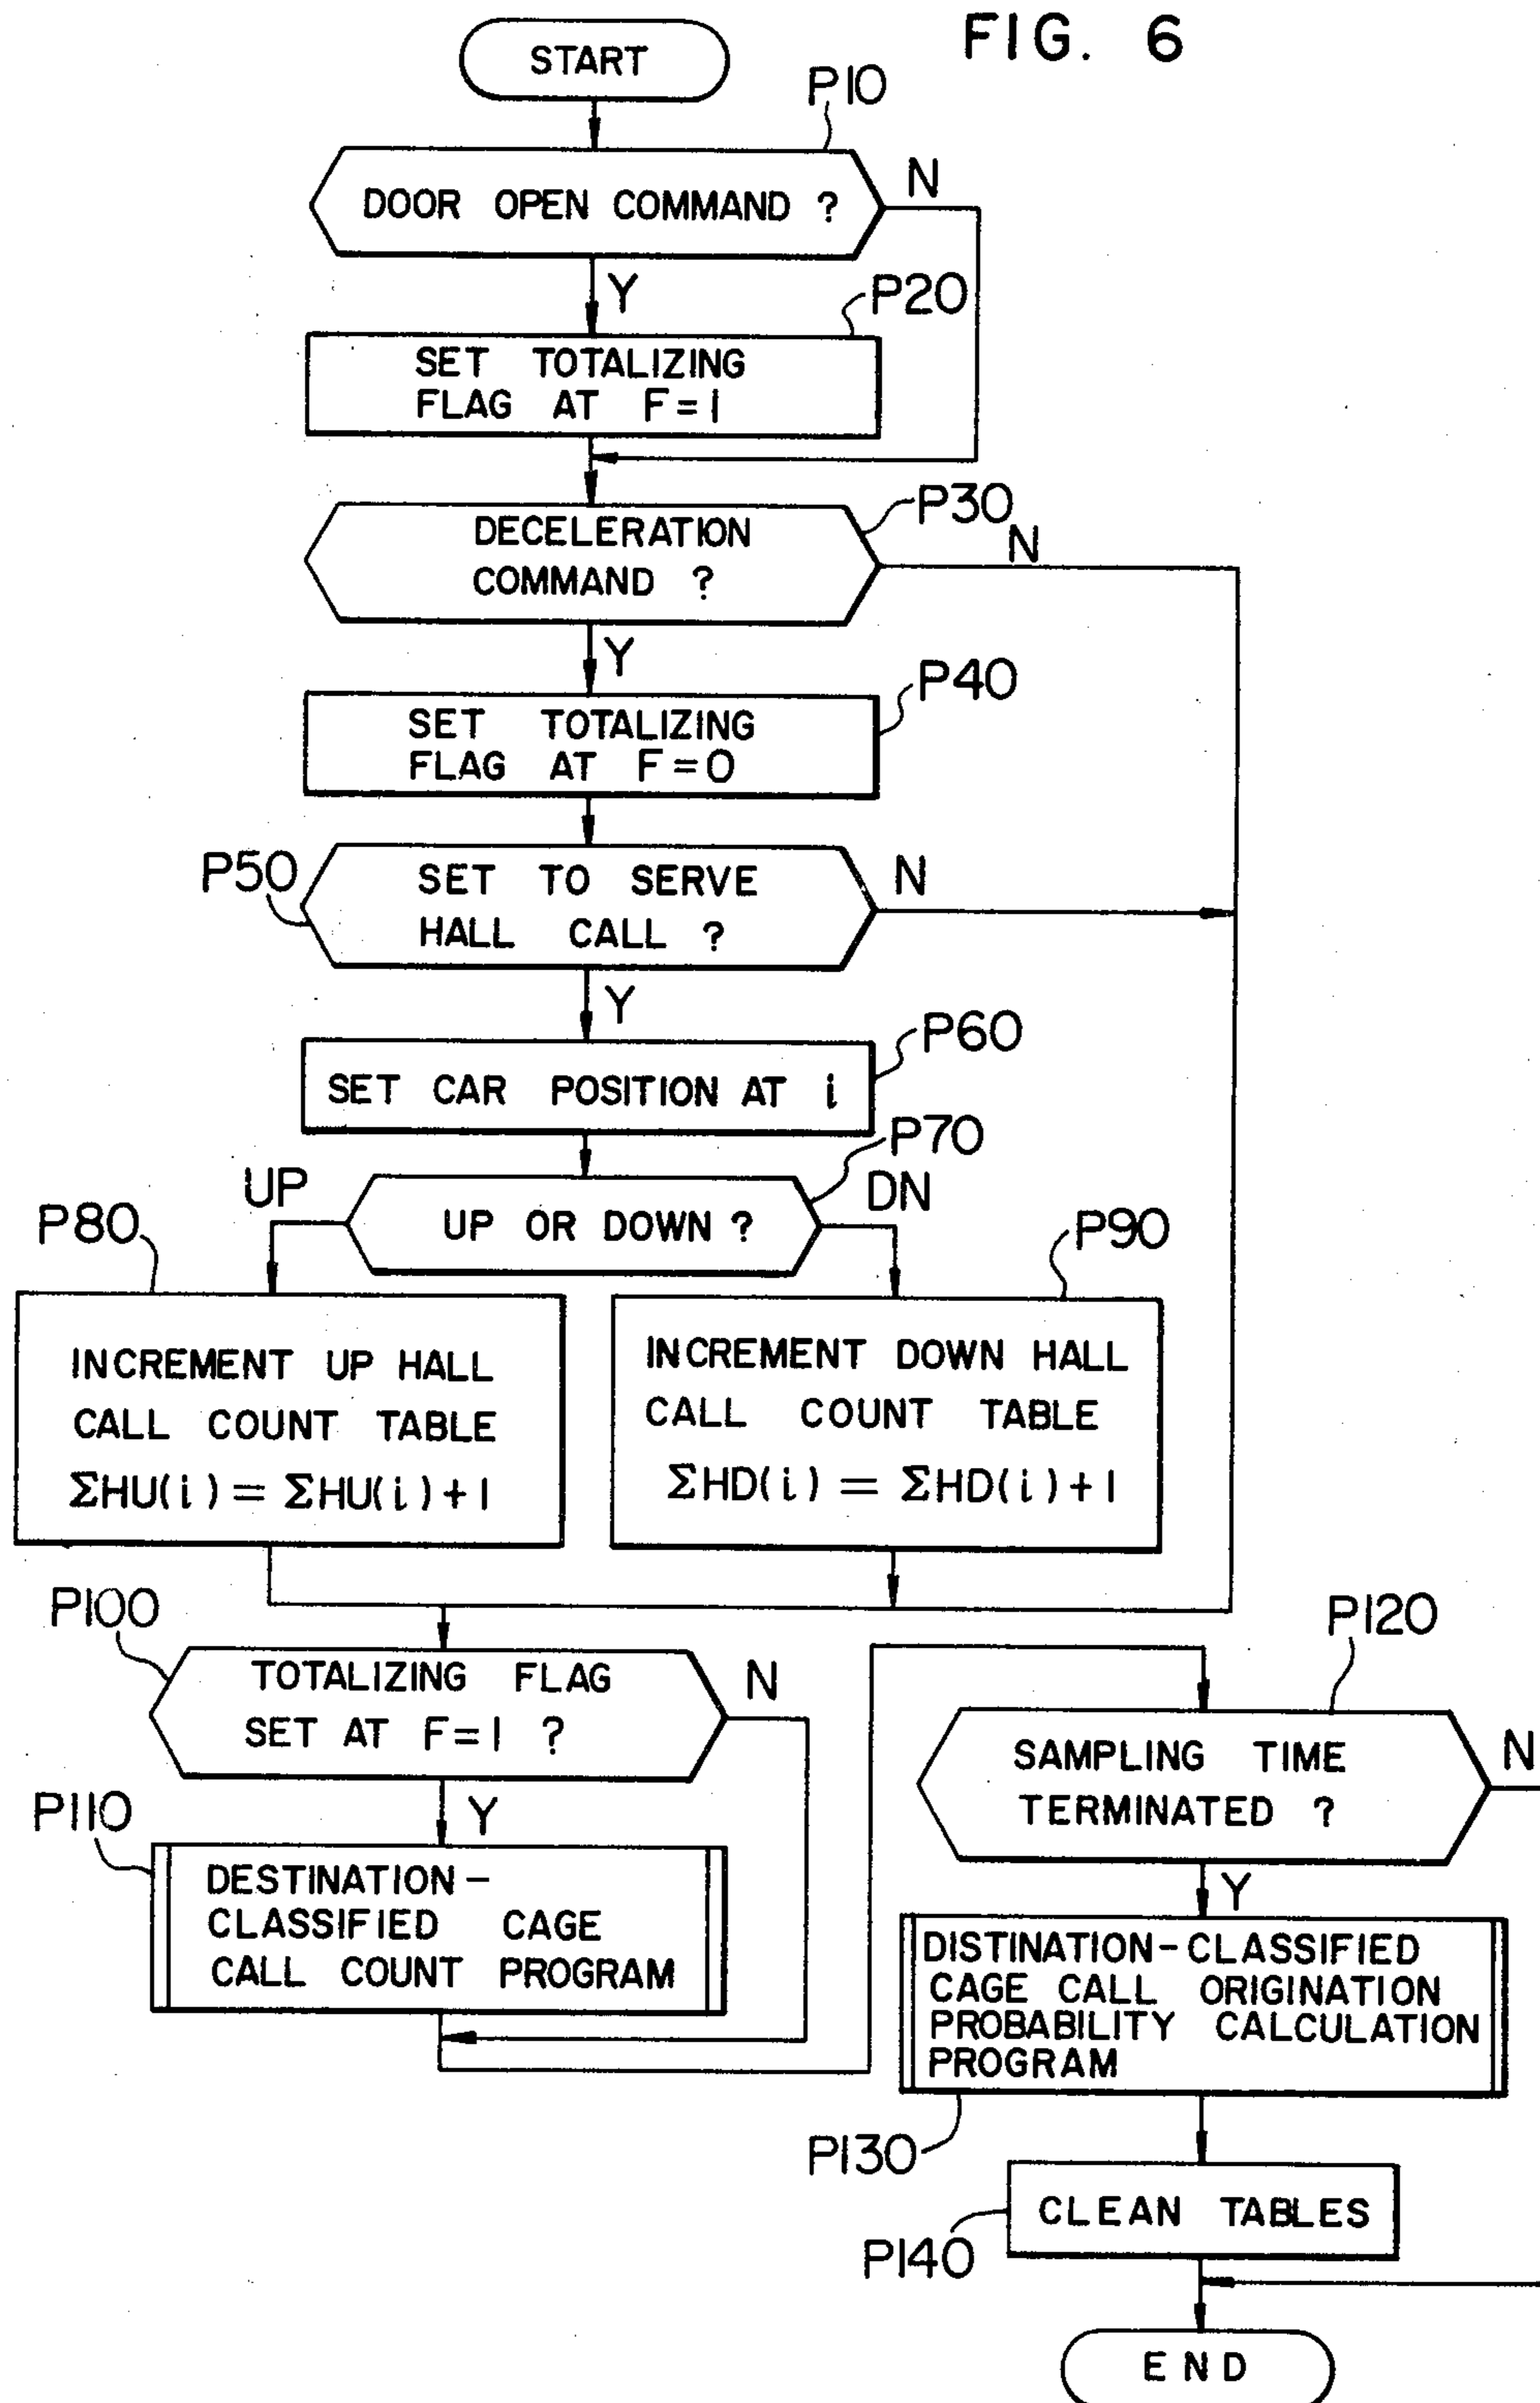 FIG. 6
START
P10
DOOR OPEN COMMAND ?
N
Y
P20
SET TOTALIZING
FLAG AT F=1
P30
DECELERATION
COMMAND ?
N
Y
P40
SET TOTALIZING
FLAG AT F=0
P50
SET TO SERVE
HALL CALL ?
N
Y
P60
SET CAR POSITION AT i
P70
UP
UP OR DOWN ?
DN
P80
INCREMENT UP HALL
CALL COUNT TABLE
ΣHU(i) = ΣHU(i)+1
P90
INCREMENT DOWN HALL
CALL COUNT TABLE
ΣHD(i) = ΣHD(i)+1
P100
TOTALIZING FLAG
SET AT F=1 ?
N
Y
P110
DESTINATION-
CLASSIFIED CAGE
CALL COUNT PROGRAM
P120
SAMPLING TIME
TERMINATED ?
N
Y
DISTINATION-CLASSIFIED
CAGE CALL ORIGINATION
PROBABILITY CALCULATION
PROGRAM
P130
CLEAN TABLES
P140
END